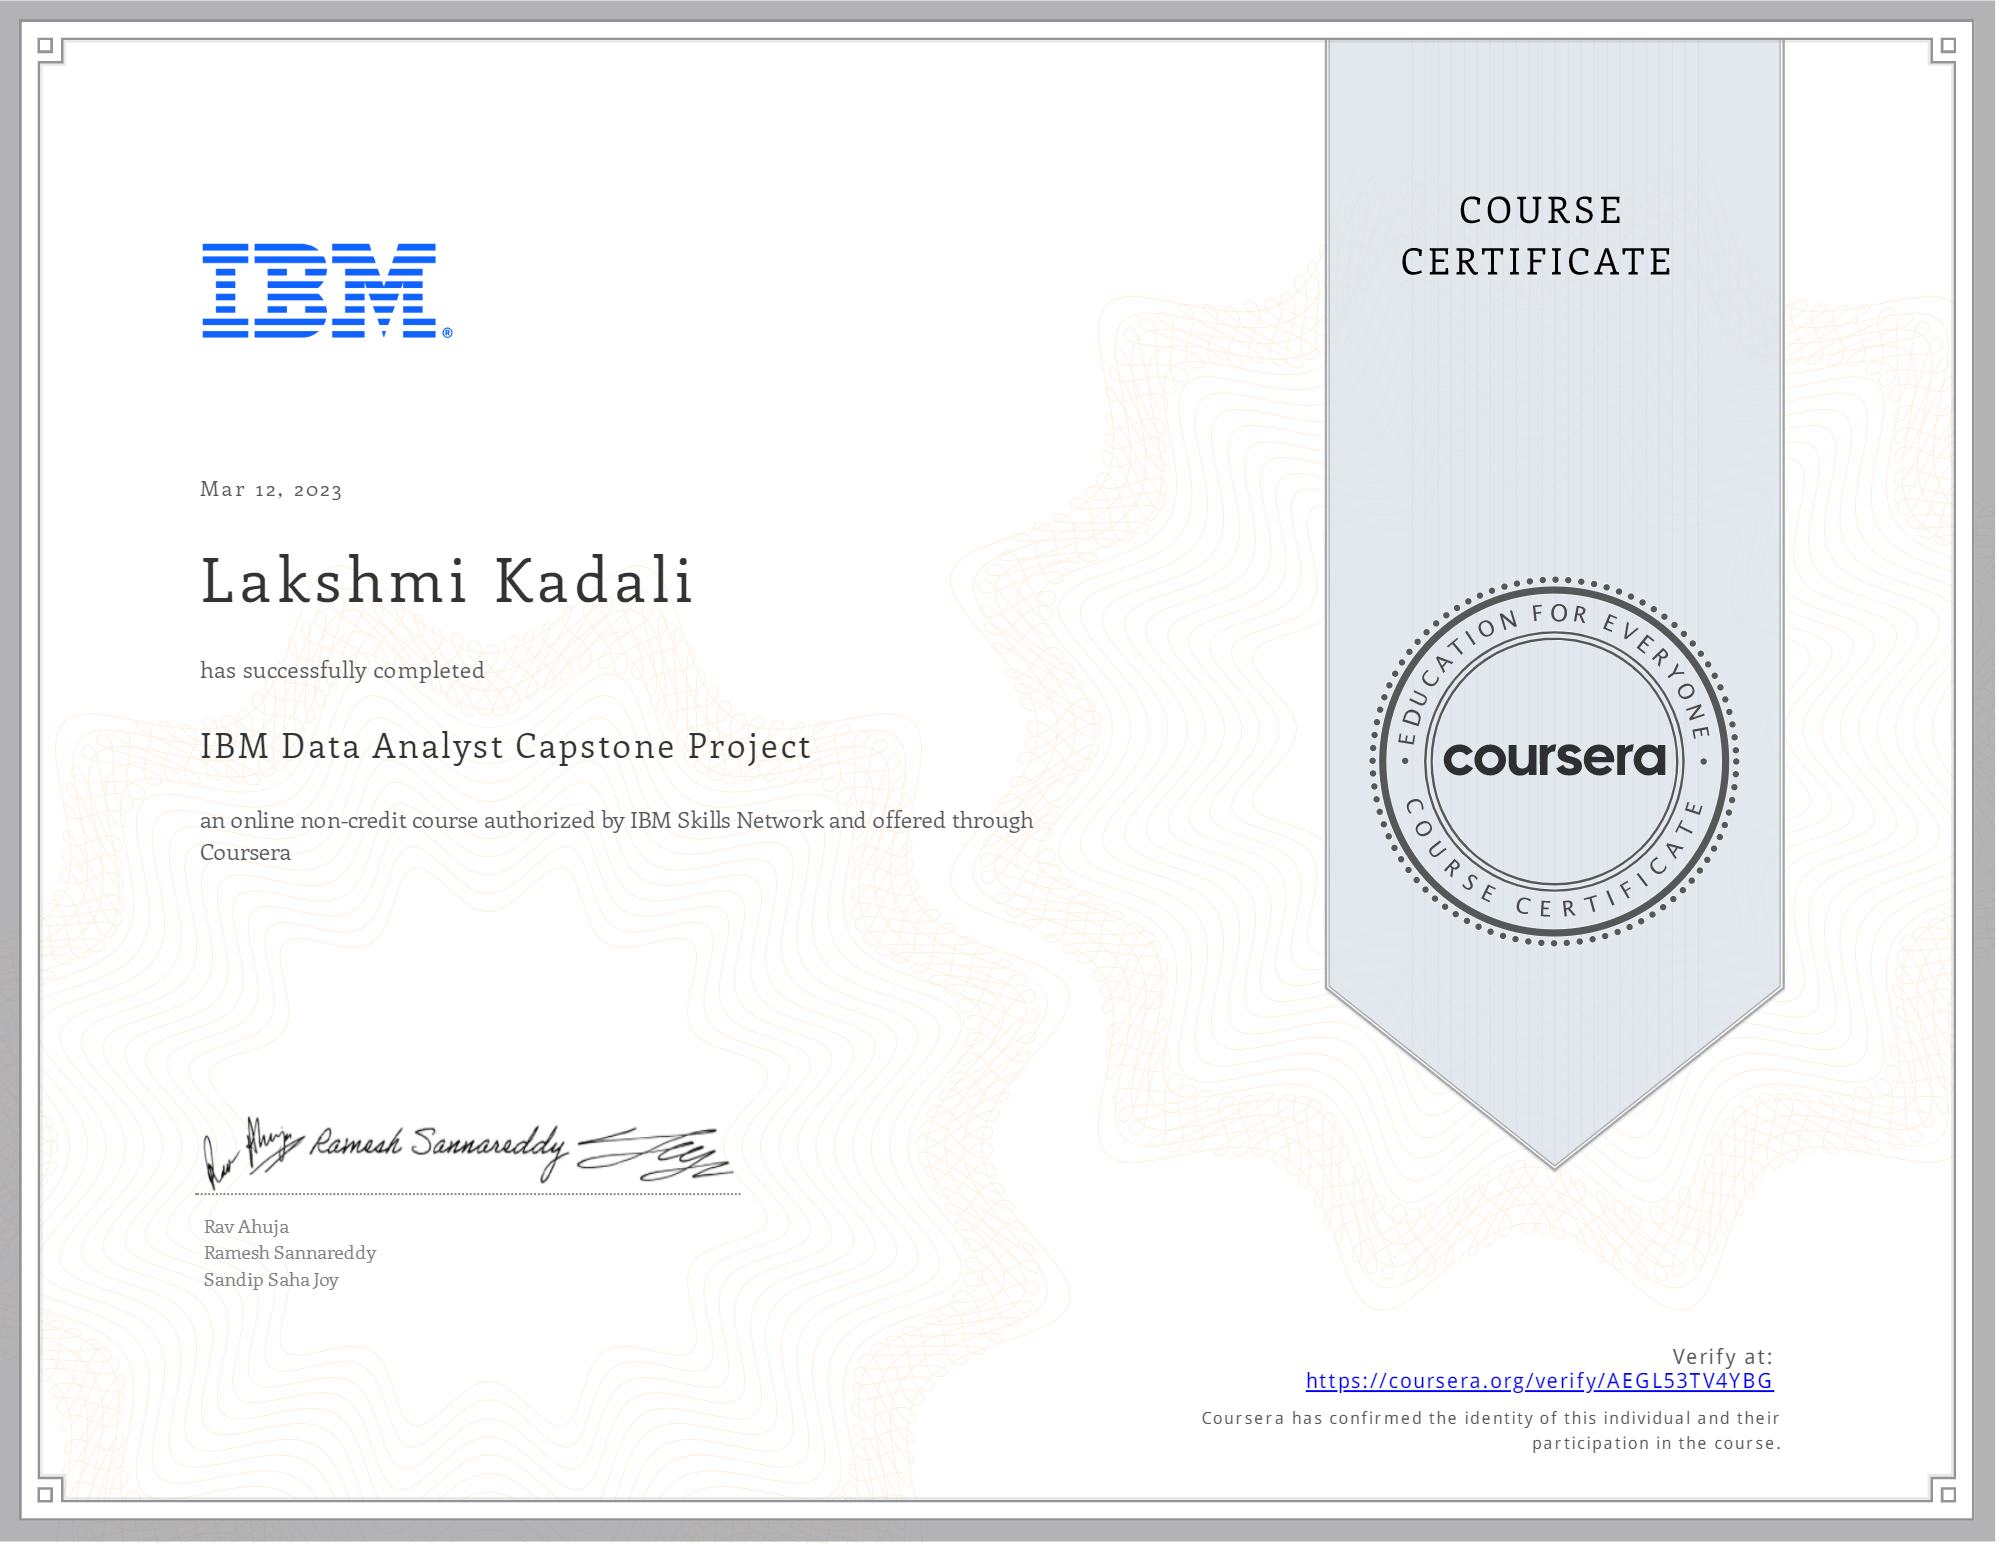 COURSE
CERTIFICATE
IBM®
Mar 12, 2023
Lakshmi Kadali
has successfully completed
IBM Data Analyst Capstone Project
an online non-credit course authorized by IBM Skills Network and offered through
Coursera
EDUCATION FOR EVERYONE
coursera
COURSE CERTIFICATE
Ramesh Sannareddy
Rav Ahuja
Ramesh Sannareddy
Sandip Saha Joy
Verify at:
https://coursera.org/verify/AEGL53TV4YBG
Coursera has confirmed the identity of this individual and their
participation in the course.